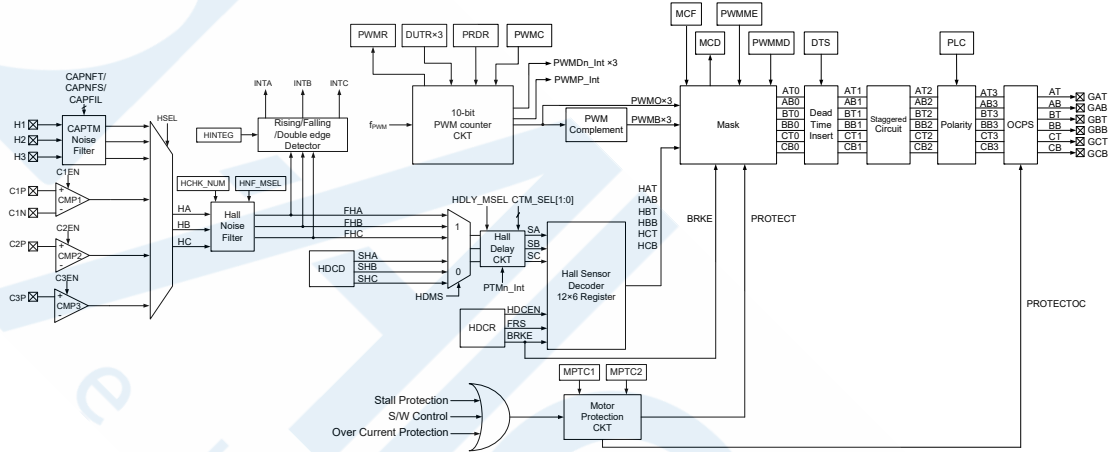 MCF
PWMME
PWMR
DUTR×3
PRDR
PWMC
MCD
PWMMD
DTS
PLC
CAPNFT/
CAPNFS/
CAPFIL
H1
H2
H3
CAPTM
Noise
Filter
HSEL
INTA
INTB
INTC
HINTEG
Rising/Falling
/Double edge
Detector
fPWM
10-bit
PWM counter
CKT
PWMDn_Int ×3
PWMP_Int
PWM
Complement
PWMO×3
PWMB×3
Mask
AT0
AB0
BT0
BB0
CT0
CB0
Dead
Time
Insert
AT1
AB1
BT1
BB1
CT1
CB1
Staggered
Circuit
AT2
AB2
BT2
BB2
CT2
CB2
Polarity
AT3
AB3
BT3
BB3
CT3
CB3
OCPS
AT
AB
BT
BB
CT
CB
GAT
GAB
GBT
GBB
GCT
GCB
C1EN
C1P
C1N
+
-
CMP1
C2EN
C2P
+
-
CMP2
C3EN
C3P
+
-
CMP3
HA
HB
HC
HCHK_NUM
HNF_MSEL
Hall
Noise
Filter
FHA
FHB
FHC
HDCD
SHA
SHB
SHC
1
0
HDMS
HDLY_MSEL
CTM_SEL[1:0]
Hall
Delay
CKT
PTMn_Int
SA
SB
SC
Hall Sensor
Decoder
12×6 Register
HDCR
HDCEN
FRS
BRKE
HAT
HAB
HBT
HBB
HCT
HCB
BRKE
PROTECT
PROTECTOC
MPTC1
MPTC2
Stall Protection
S/W Control
Over Current Protection
Motor
Protection
CKT